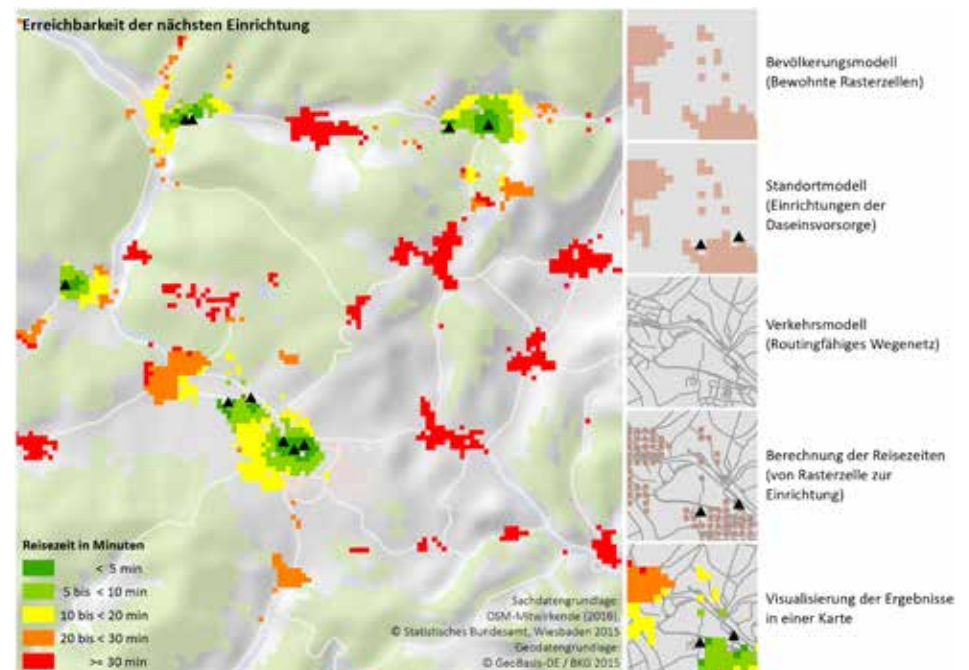 Erreichbarkeit der nächsten Einrichtung
Reisezeit in Minuten
< 5 min
5 bis < 10 min
10 bis < 20 min
20 bis < 30 min
>= 30 min
Sachdatengrundlage:
OSM-Mitwirkende (2016),
© Statistisches Bundesamt, Wiesbaden 2015
Geodatengrundlage:
© GeoBasis-DE / BKG 2015
Bevölkerungsmodell
(Bewohnte Rasterzellen)
Standortmodell
(Einrichtungen der
Daseinsvorsorge)
Verkehrsmodell
(Routingfähiges Wegenetz)
Berechnung der Reisezeiten
(von Rasterzelle zur
Einrichtung)
Visualisierung der Ergebnisse
in einer Karte